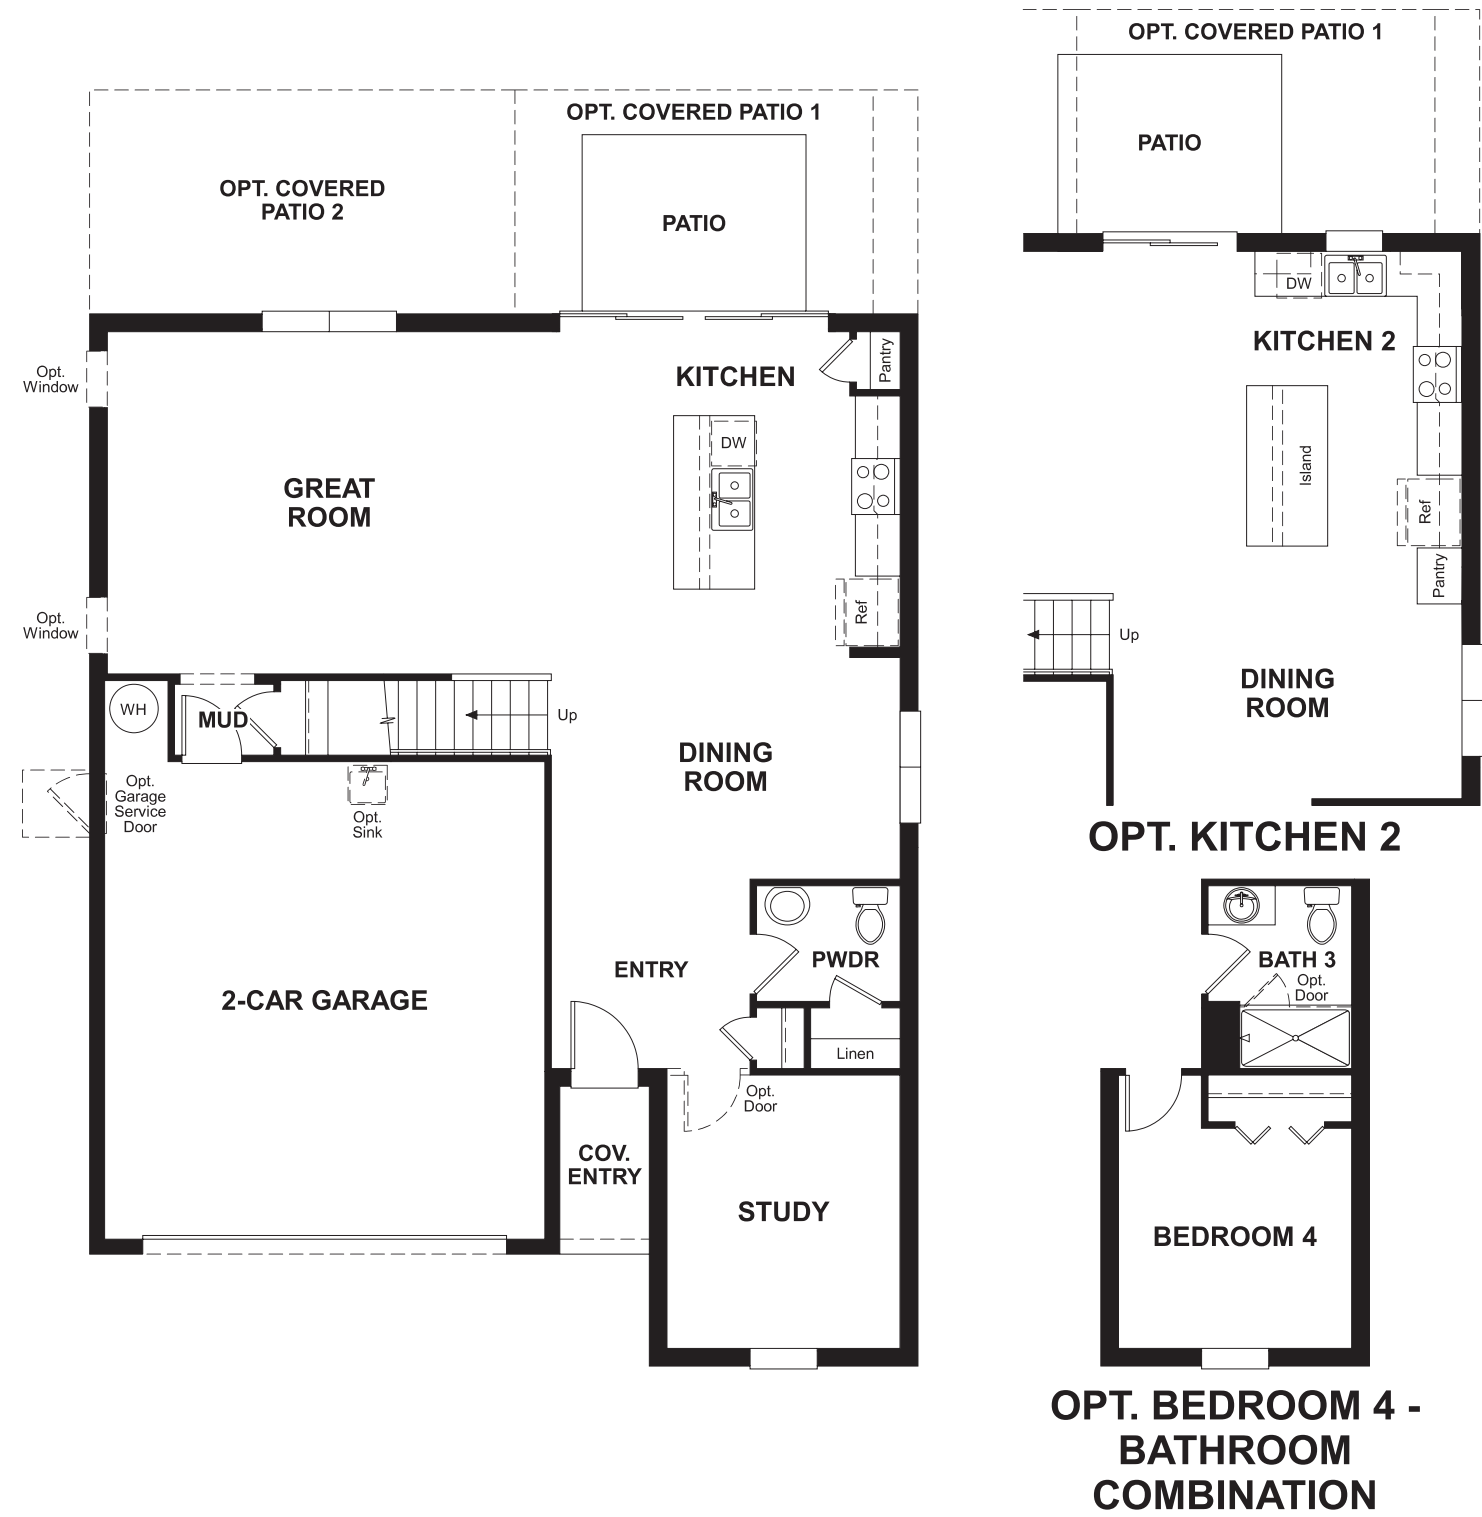 OPT. COVERED PATIO 1
OPT. COVERED
PATIO 2
PATIO
Opt.
Window
KITCHEN
Pantry
DW
GREAT
ROOM
Ref
Opt.
Window
WH
MUD
Up
DINING
ROOM
Opt.
Garage
Service
Door
Opt.
Sink
2-CAR GARAGE
ENTRY
PWDR
Linen
Opt.
Door
COV.
ENTRY
STUDY
OPT. COVERED PATIO 1
PATIO
DW
KITCHEN 2
Island
Ref
Pantry
Up
DINING
ROOM
OPT. KITCHEN 2
BATH 3
Opt.
Door
BEDROOM 4
OPT. BEDROOM 4 -
BATHROOM
COMBINATION